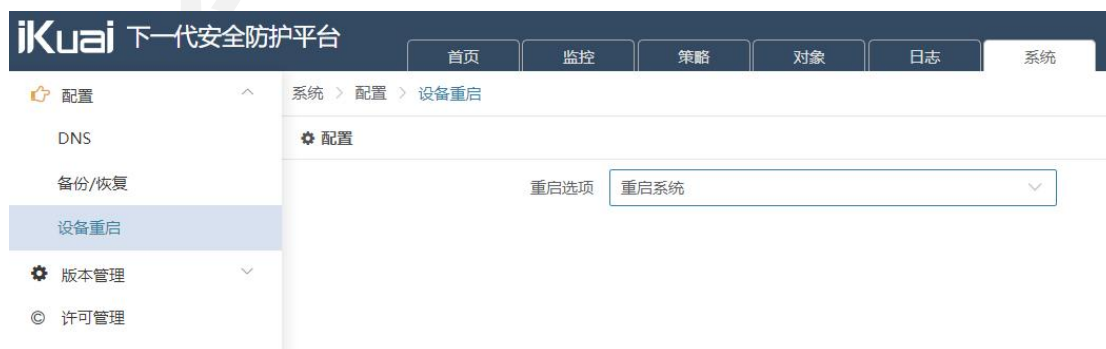 iKuai 下一代安全防护平台
首页 监控 策略 对象 日志 系统
配置
系统 > 配置 > 设备重启
DNS
配置
备份/恢复
重启选项 重启系统
设备重启
版本管理
© 许可管理